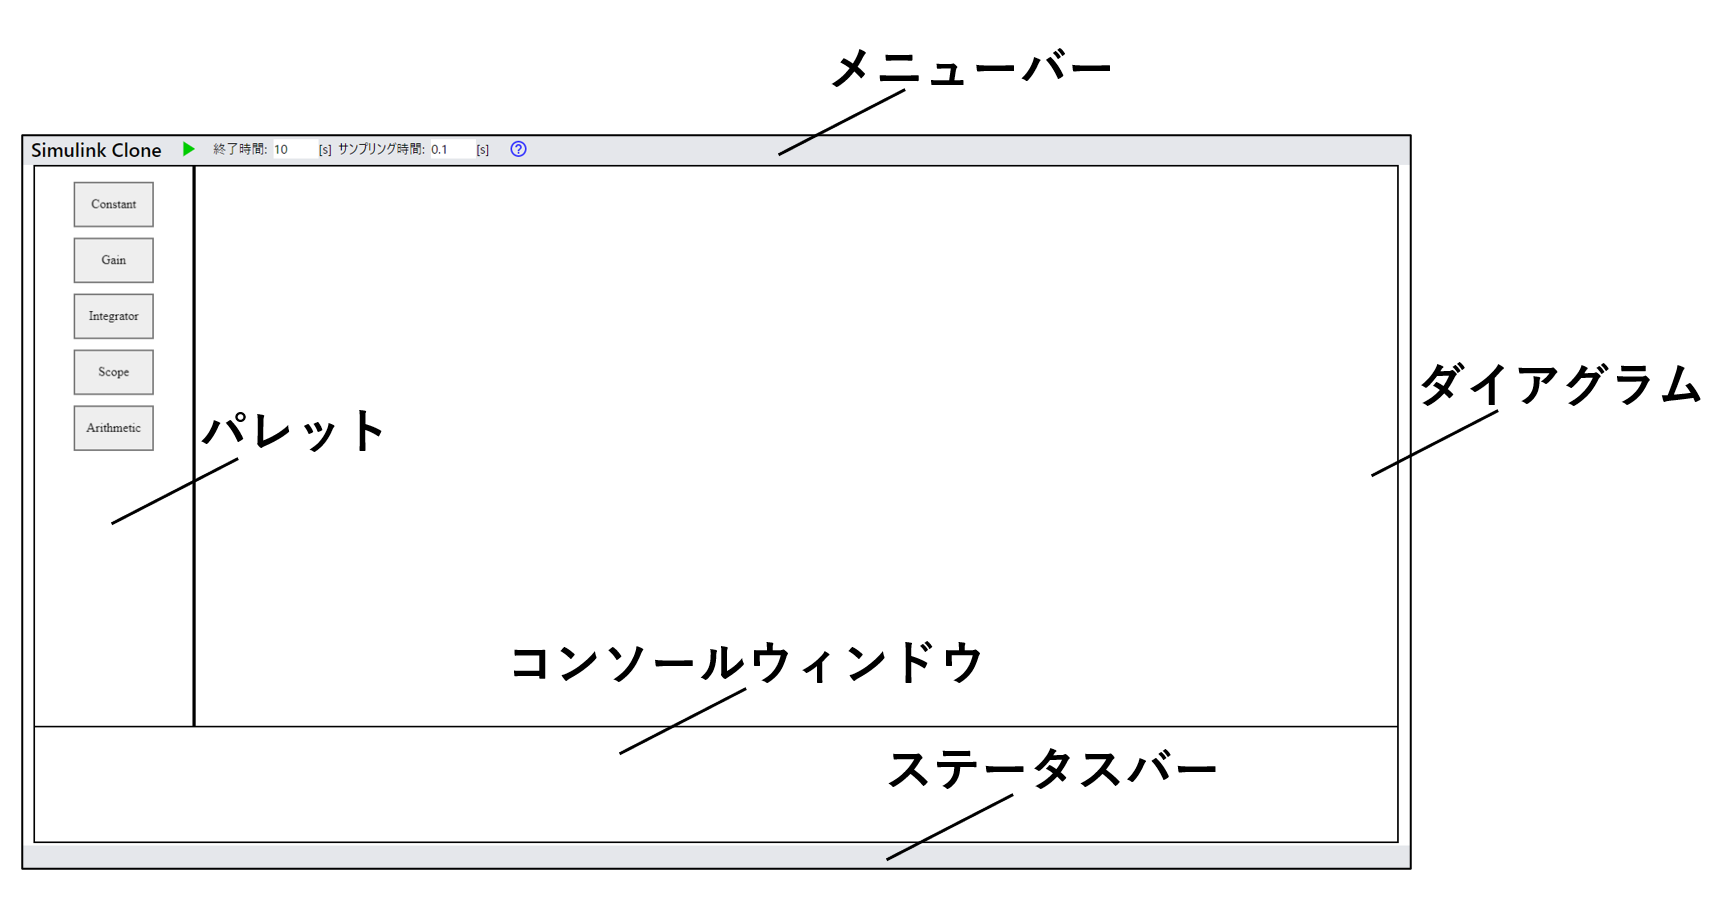 メニューバー
Simulink Clone 終了時間: 10 [s] サンプリング時間: 0.1 [s] ?
Constant
Gain
Integrator
Scope
Arithmetic
パレット
ダイアグラム
コンソールウィンドウ
ステータスバー